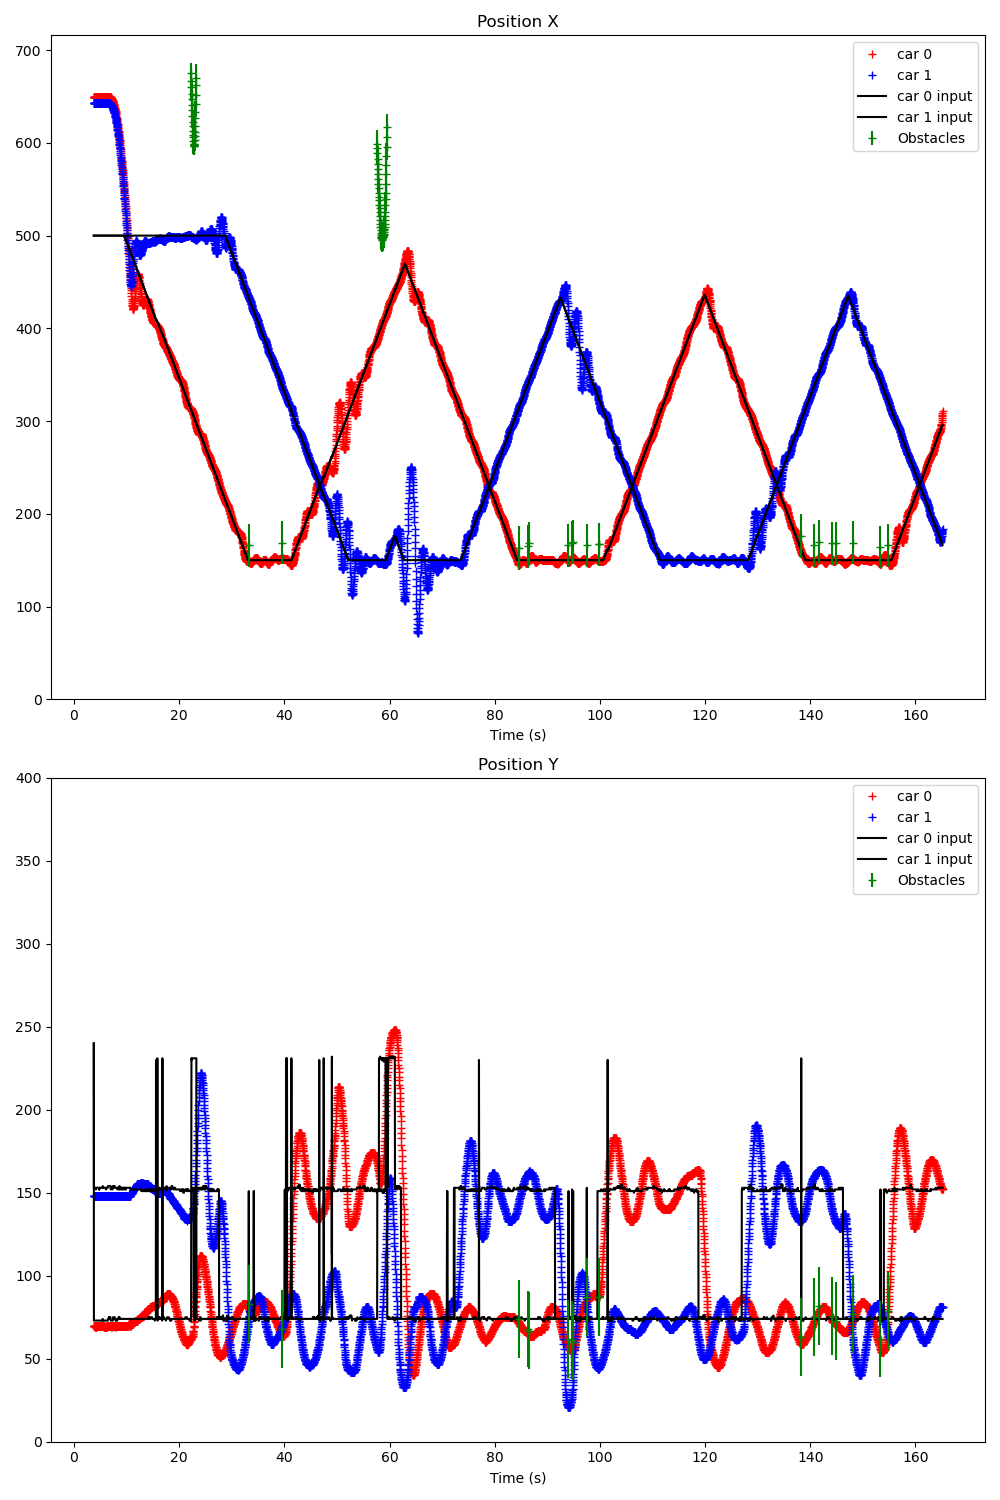 Position X
700
600
500
400
300
200
100
0
car 0
car 1
car 0 input
car 1 input
Obstacles
0 20 40 60 80 100 120 140 160
Time (s)
Position Y
400
350
300
250
200
150
100
50
0
car 0
car 1
car 0 input
car 1 input
Obstacles
0 20 40 60 80 100 120 140 160
Time (s)